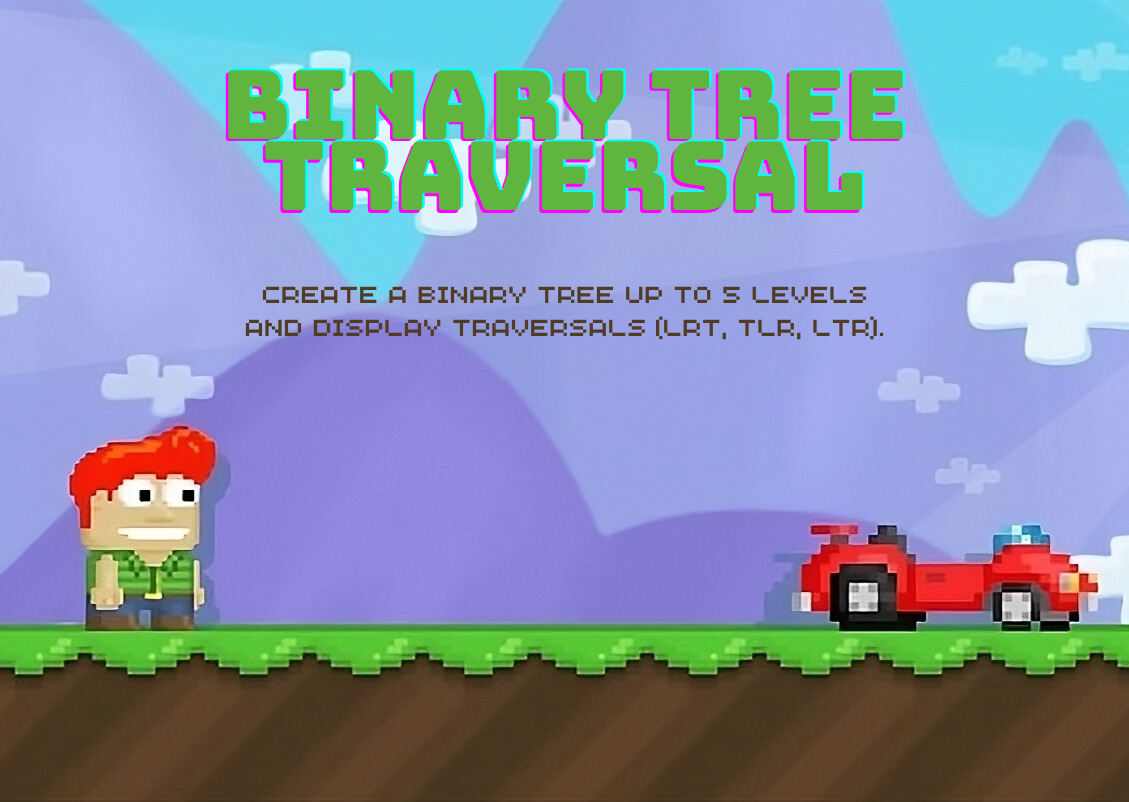 BINARY TREE
TRAVERSAL
CREATE A BINARY TREE UP TO 5 LEVELS
AND DISPLAY TRAVERSALS (LRT, TLR, LTR).